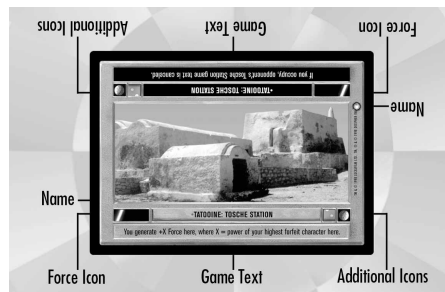 Additional Icons
Game Text
Force Icon
If you occupy, opponent's Tosche Station game text is canceled.
•TATOOINE: TOSCHE STATION
Name
Name
•TATOOINE: TOSCHE STATION
You generate +X Force here, where X = power of your highest forfeit character here.
Force Icon
Game Text
Additional Icons